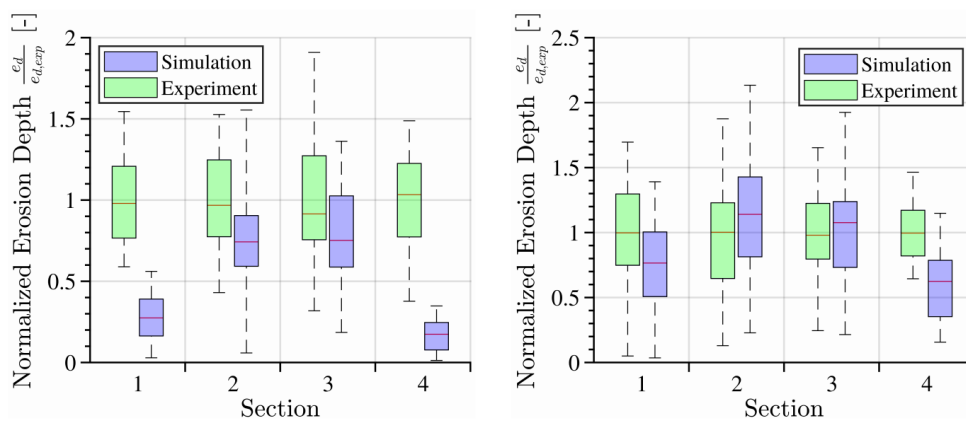 Normalized Erosion Depth e_d/e_{d,exp} [-]
2
1.5
1
0.5
0
Simulation
Experiment
1 2 3 4
Section
Normalized Erosion Depth e_d/e_{d,exp} [-]
2.5
2
1.5
1
0.5
0
Simulation
Experiment
1 2 3 4
Section